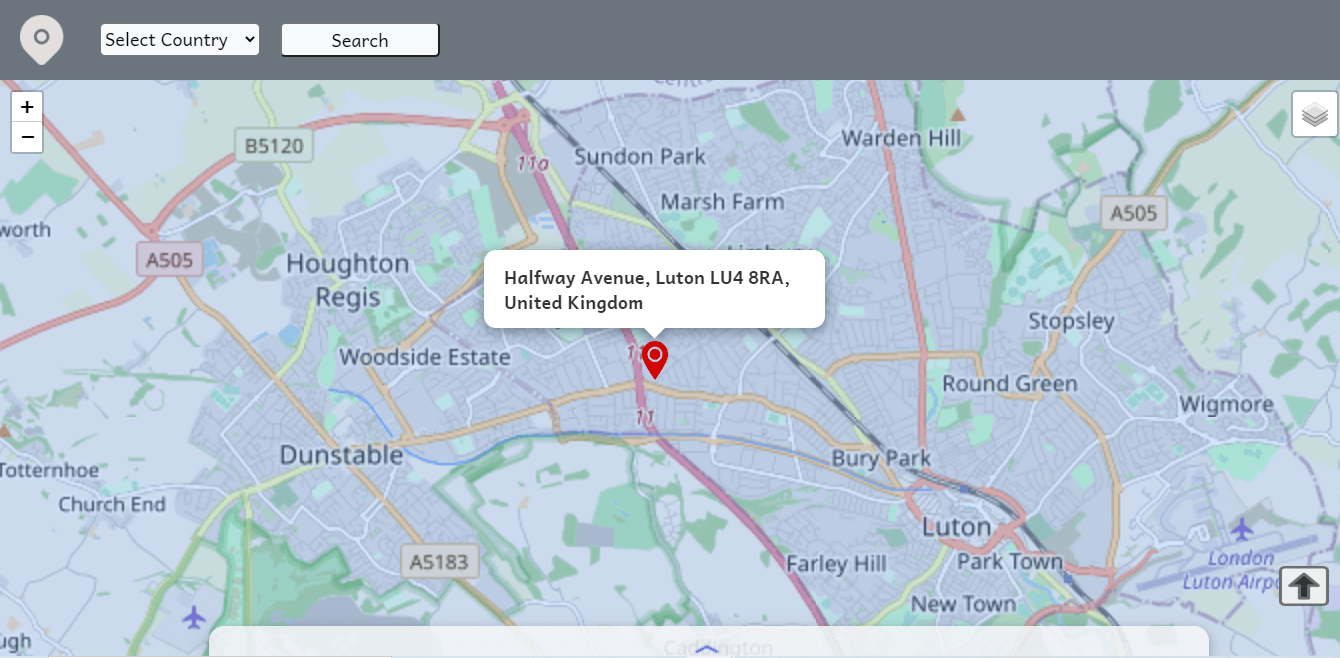 Select Country
Search
+
−
B5120
11a
Sundon Park
Warden Hill
Marsh Farm
A505
worth
A505
Houghton
Regis
Halfway Avenue, Luton LU4 8RA,
United Kingdom
Stopsley
Woodside Estate
Round Green
Wigmore
11
Dunstable
Bury Park
Totternhoe
Church End
Luton
A5183
Farley Hill
Park Town
London
Luton Airpo
New Town
ugh
Caddington